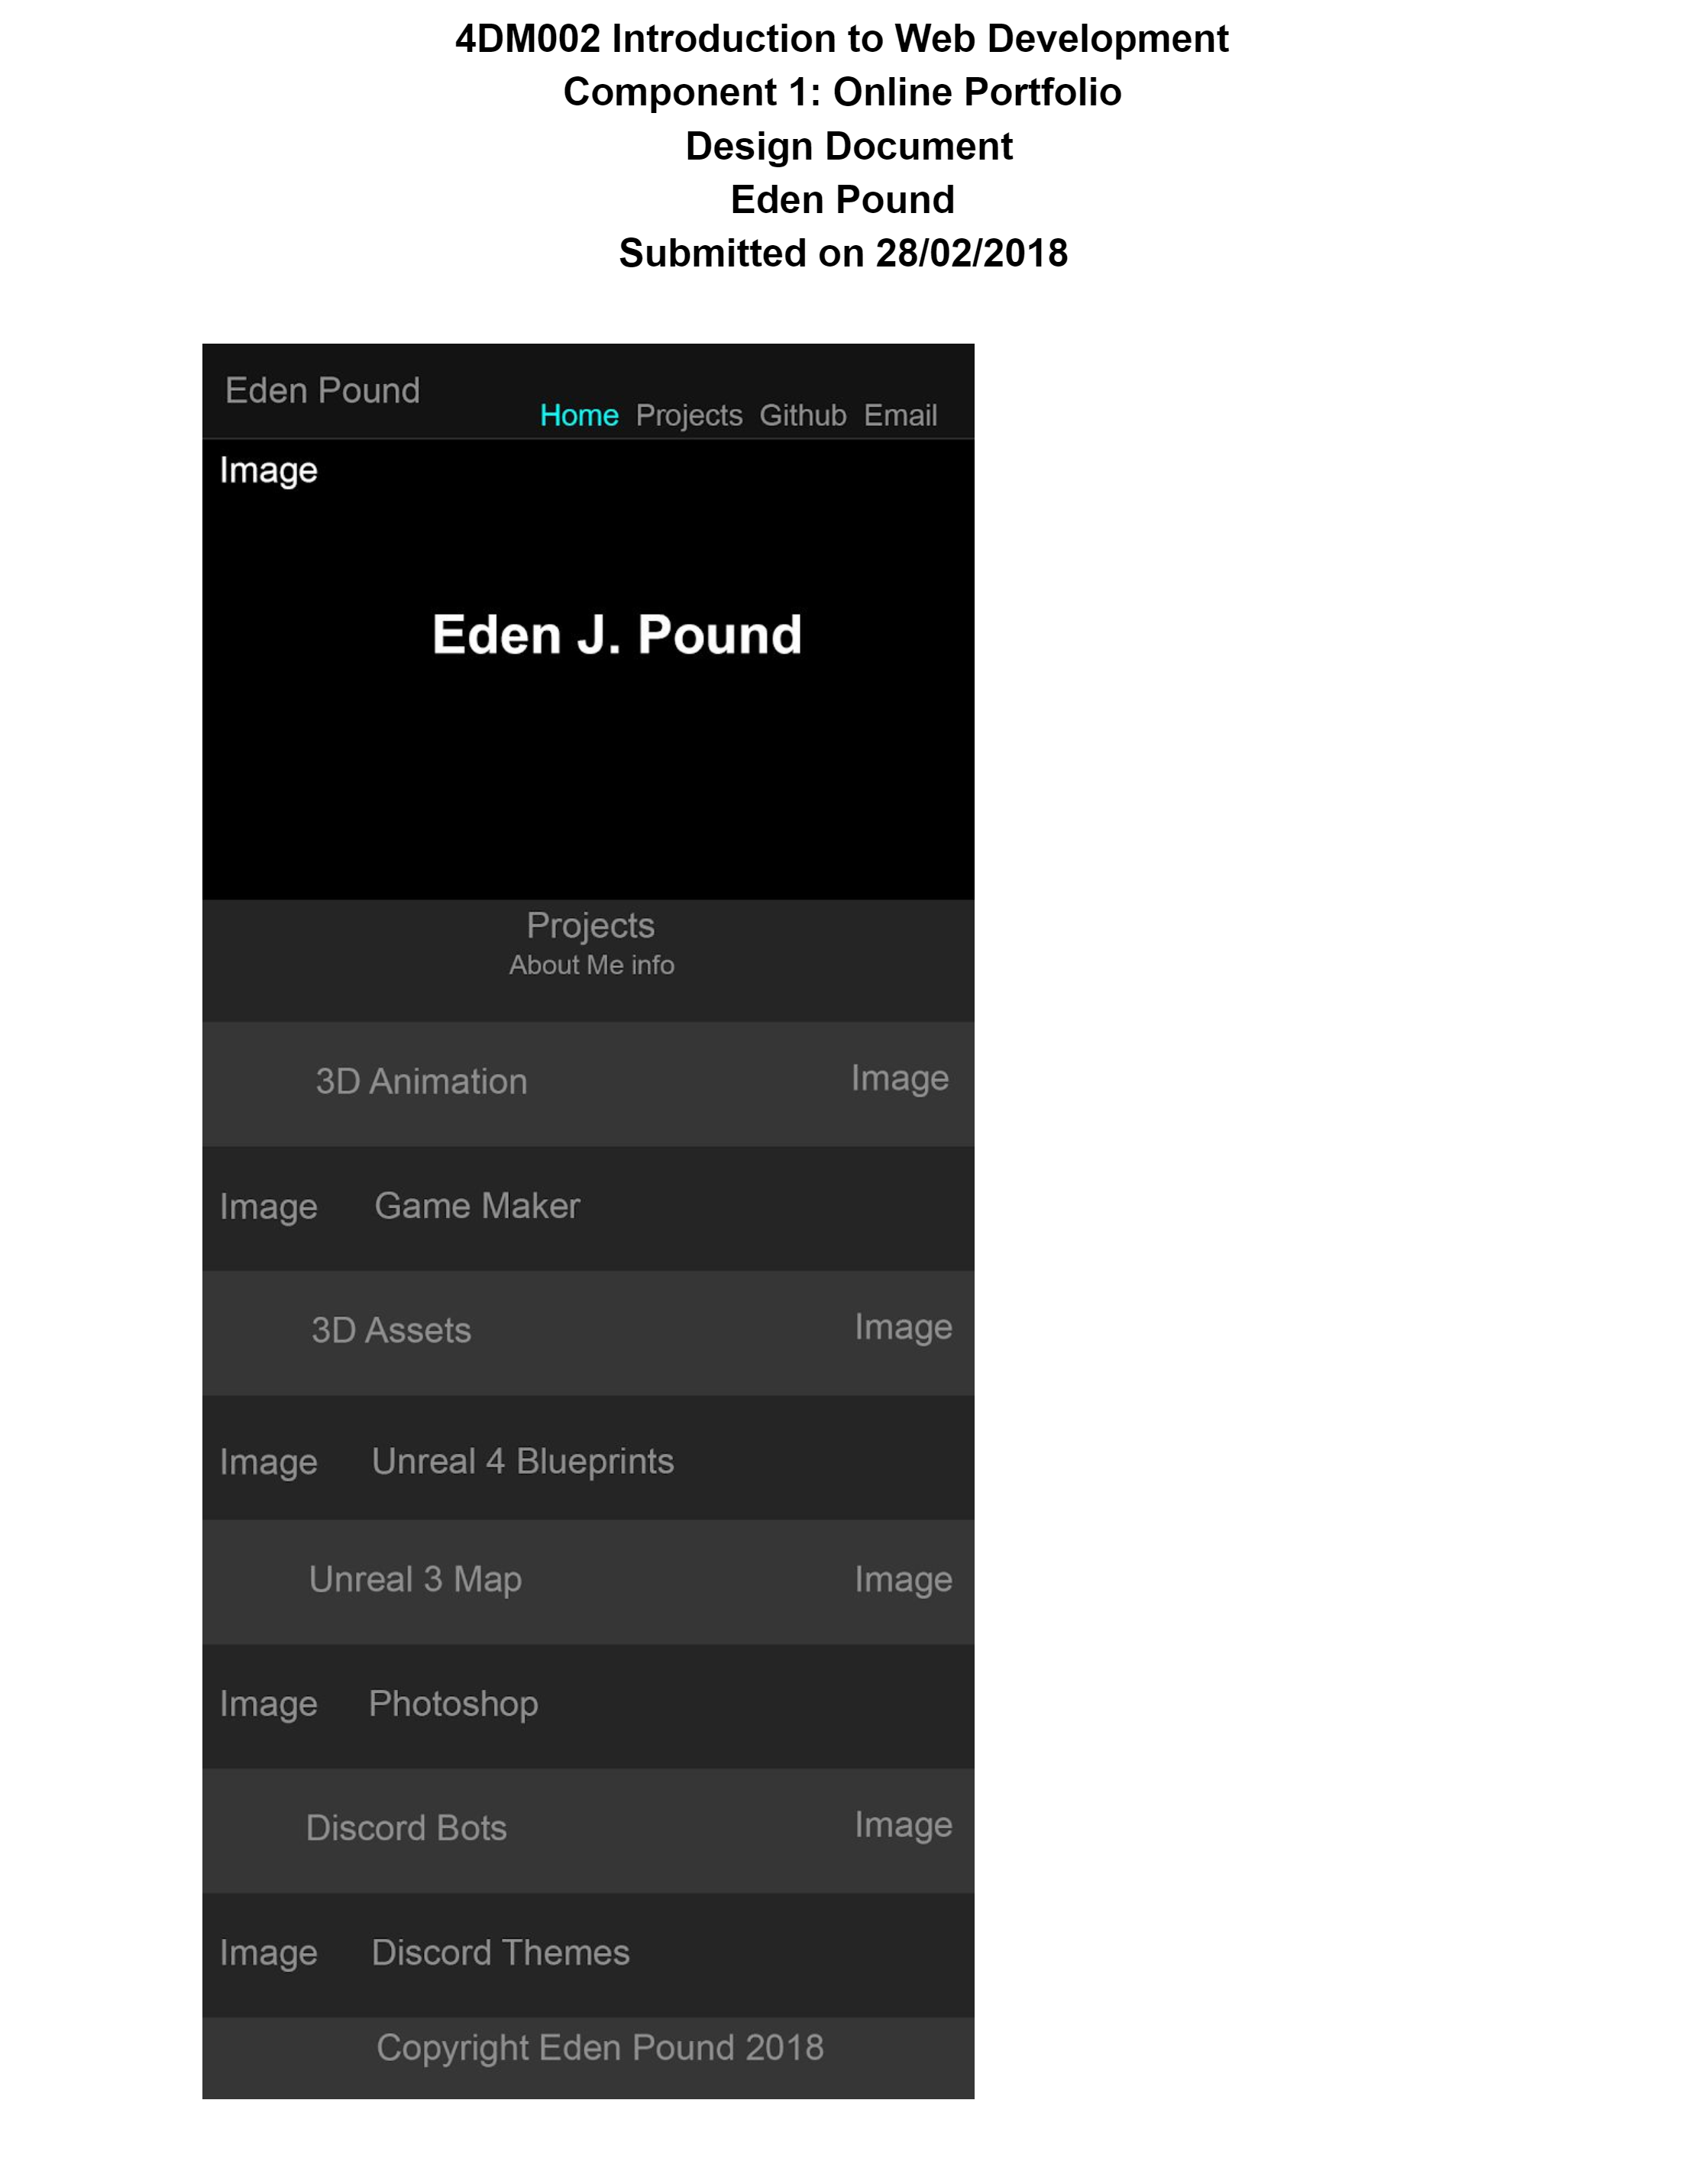 4DM002 Introduction to Web Development
Component 1: Online Portfolio
Design Document
Eden Pound
Submitted on 28/02/2018
Eden Pound
Home Projects Github Email
Image
Eden J. Pound
Projects
About Me info
3D Animation Image
Image Game Maker
3D Assets Image
Image Unreal 4 Blueprints
Unreal 3 Map Image
Image Photoshop
Discord Bots Image
Image Discord Themes
Copyright Eden Pound 2018